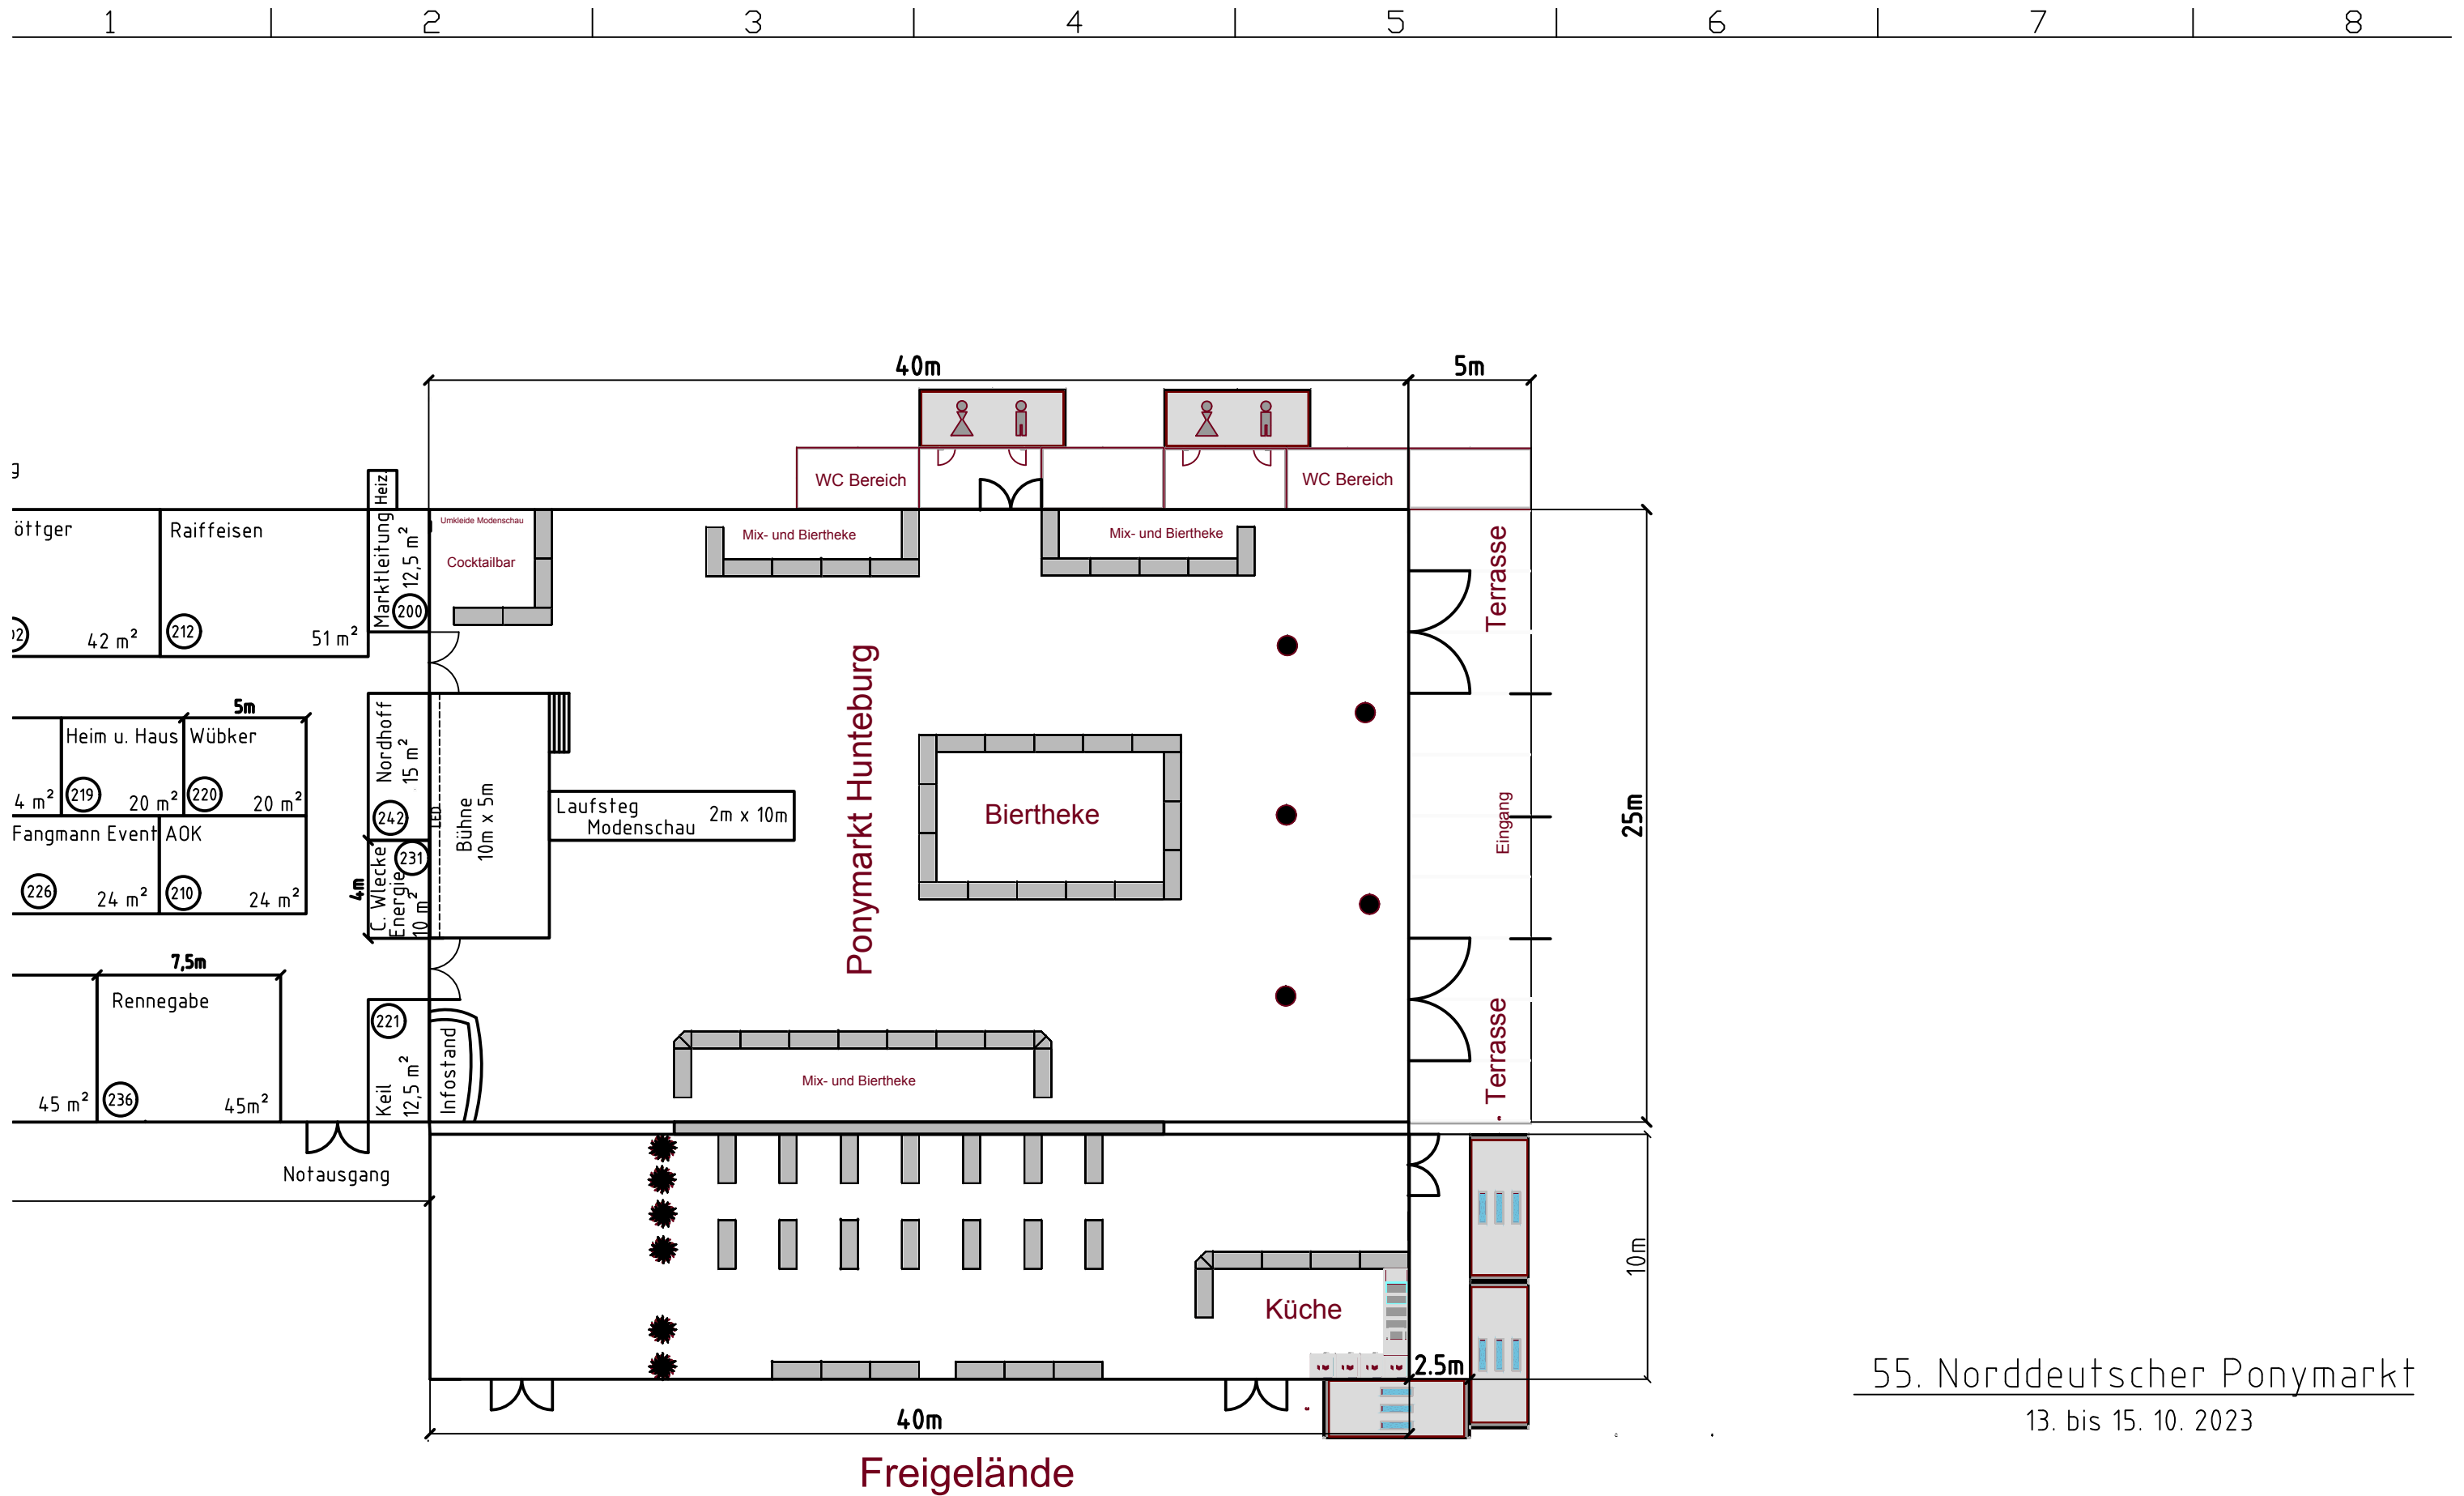 1 2 3 4 5 6 7 8
40m 5m
WC Bereich WC Bereich
g
Heiz.
öttger
42 m²
Raiffeisen
212
51 m²
Marktleitung
12,5 m²
200
Umkleide Modenschau
Cocktailbar
Mix- und Biertheke
Mix- und Biertheke
Terrasse
5m
4 m²
Heim u. Haus
219
20 m²
Wübker
220
20 m²
Nordhoff
15 m²
242
LED
Bühne
10m x 5m
Laufsteg
Modenschau
2m x 10m
Ponymarkt Hunteburg
Biertheke
Eingang
25m
Fangmann Event
226
24 m²
AOK
210
24 m²
4m
C. Wlecke
Energie
10 m²
231
7,5m
45 m²
Rennegabe
236
45m²
221
Keil
12,5 m²
Infostand
Mix- und Biertheke
Terrasse
Notausgang
Küche
10m
2.5m
40m
Freigelände
55. Norddeutscher Ponymarkt
13. bis 15. 10. 2023